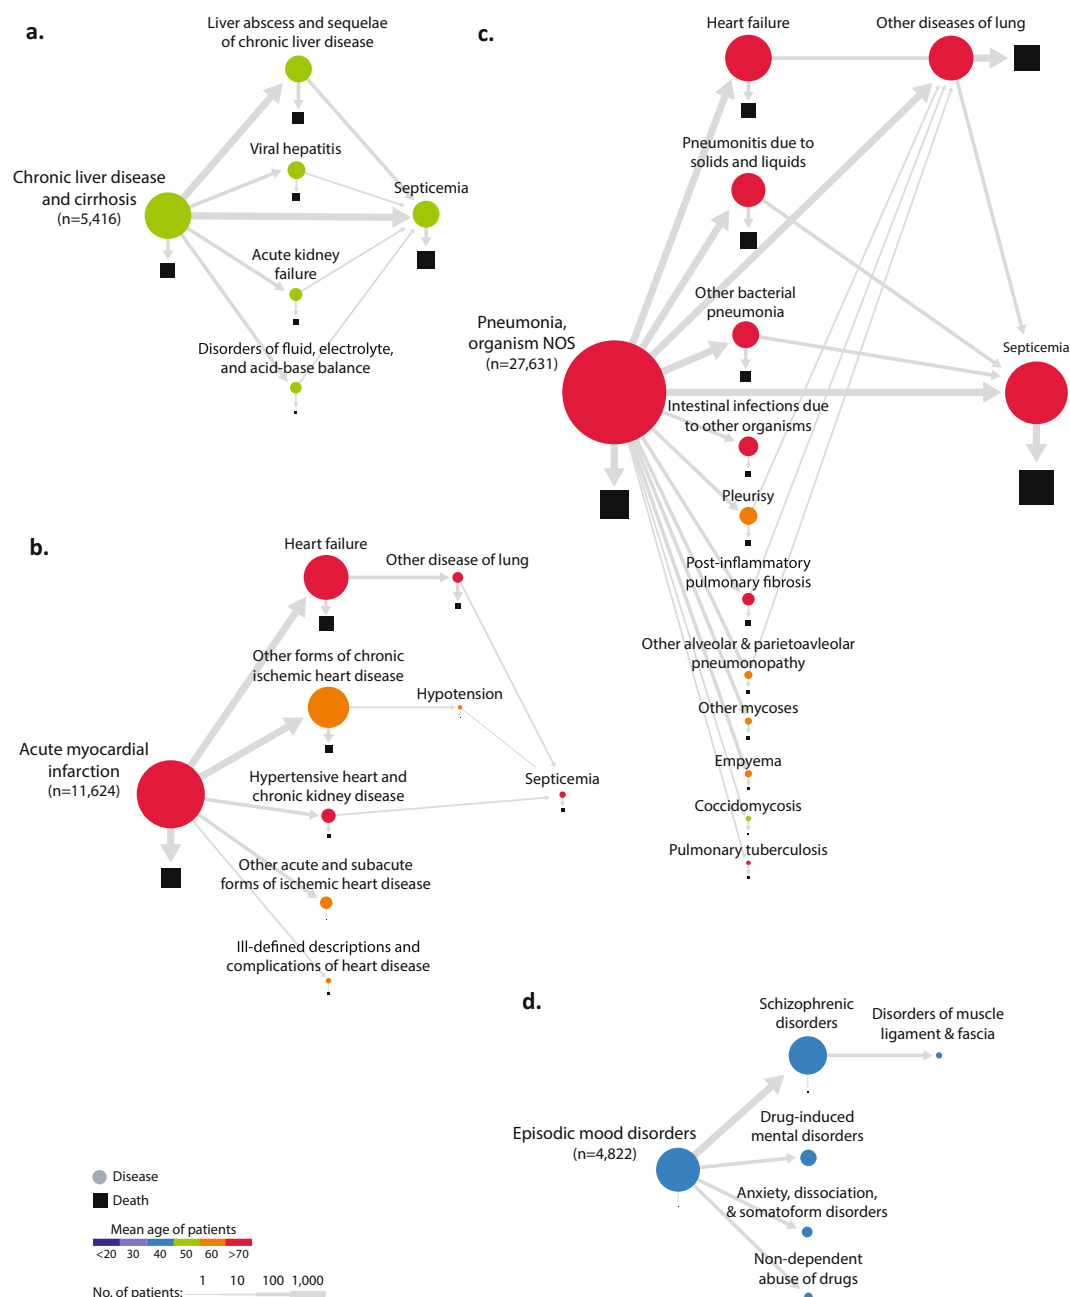 a.
Liver abscess and sequelae
of chronic liver disease
Viral hepatitis
Chronic liver disease
and cirrhosis
(n=5,416)
Septicemia
Acute kidney
failure
Disorders of fluid, electrolyte,
and acid-base balance
c.
Heart failure
Other diseases of lung
Pneumonitis due to
solids and liquids
Other bacterial
pneumonia
Pneumonia,
organism NOS
(n=27,631)
Septicemia
Intestinal infections due
to other organisms
Pleurisy
Post-inflammatory
pulmonary fibrosis
Other alveolar & parietoavleolar
pneumonopathy
Other mycoses
Empyema
Coccidomycosis
Pulmonary tuberculosis
b.
Heart failure
Other disease of lung
Other forms of chronic
ischemic heart disease
Hypotension
Acute myocardial
infarction
(n=11,624)
Hypertensive heart and
chronic kidney disease
Septicemia
Other acute and subacute
forms of ischemic heart disease
Ill-defined descriptions and
complications of heart disease
d.
Schizophrenic
disorders
Disorders of muscle
ligament & fascia
Episodic mood disorders
(n=4,822)
Drug-induced
mental disorders
Anxiety, dissociation,
& somatoform disorders
Non-dependent
abuse of drugs
Disease
Death
Mean age of patients
<20 30 40 50 60 >70
1 10 100 1,000
No. of patients: